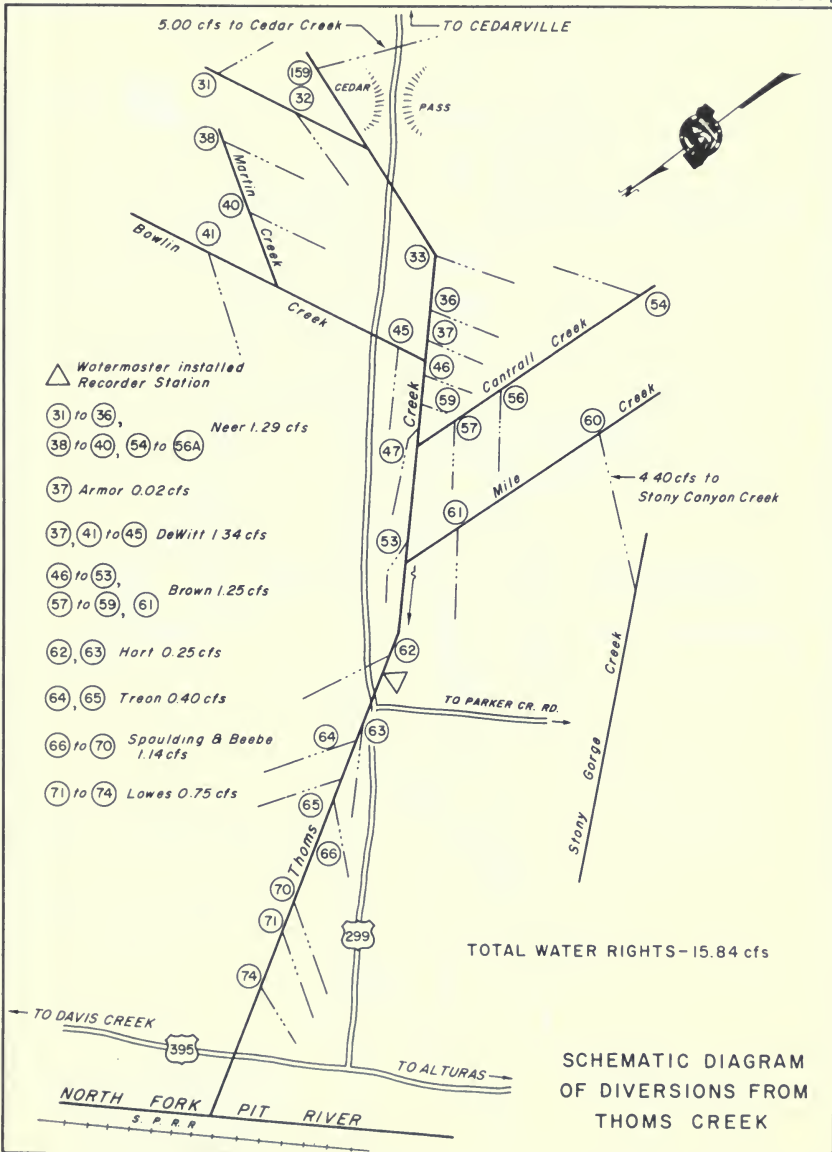 5.00 cfs to Cedar Creek
TO CEDARVILLE
31
159
32
CEDAR
PASS
38
Martin
Creek
40
41
Bowlin
Creek
33
36
37
45
46
59
Cantrall Creek
54
56
57
47
Creek
60
Mile Creek
61
53
4.40 cfs to
Stony Canyon Creek
Watermaster installed
Recorder Station
31 to 36,
38 to 40, 54 to 56A
Neer 1.29 cfs
37 Armor 0.02 cfs
37, 41 to 45 DeWitt 1.34 cfs
46 to 53,
57 to 59, 61
Brown 1.25 cfs
62, 63 Hort 0.25 cfs
64, 65 Treon 0.40 cfs
66 to 70 Spoulding & Beebe
1.14 cfs
71 to 74 Lowes 0.75 cfs
62
TO PARKER CR. RD.
64
63
65
66
Thoms
70
71
74
299
Stony Gorge Creek
TOTAL WATER RIGHTS-15.84 cfs
TO DAVIS CREEK
395
TO ALTURAS
NORTH FORK PIT RIVER
S. P. R. R
SCHEMATIC DIAGRAM
OF DIVERSIONS FROM
THOMS CREEK